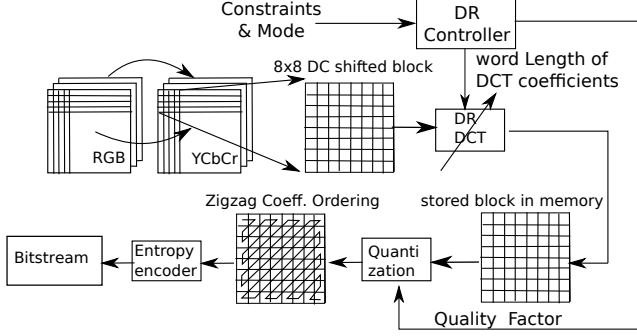 Constraints
& Mode
DR
Controller
8x8 DC shifted block
word Length of
DCT coefficients
RGB
YCbCr
DR
DCT
Zigzag Coeff. Ordering
stored block in memory
Bitstream
Entropy
encoder
Quanti
zation
Quality Factor